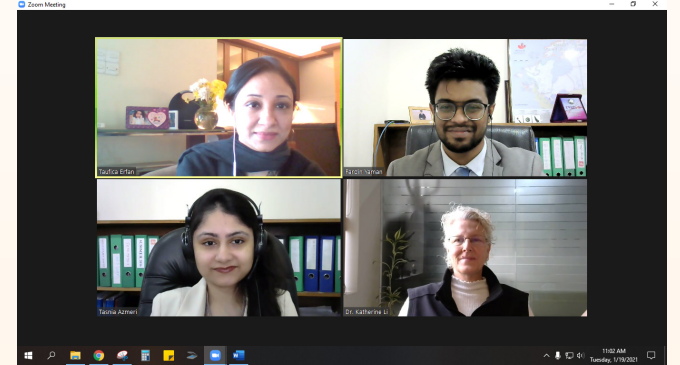 Zoom Meeting
Taufica Erfan
Tasnia Azmeri
Dr. Katherine Li
11:02 AM
Tuesday, 1/19/2021